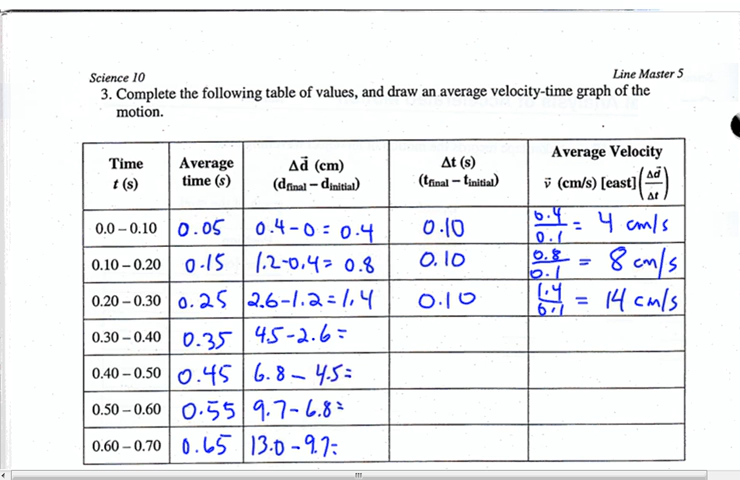 Science 10 Line Master 5
3. Complete the following table of values, and draw an average velocity-time graph of the
motion.
Time t (s) Average time (s) Δd⃗ (cm) (dfinal – dinitial) Δt (s) (tfinal – tinitial) Average Velocity v⃗ (cm/s) [east] (Δd⃗/Δt)
0.0 – 0.10 0.05 0.4-0 = 0.4 0.10 0.4/0.1 = 4 cm/s
0.10 – 0.20 0.15 1.2-0.4= 0.8 0.10 0.8/0.1 = 8 cm/s
0.20 – 0.30 0.25 2.6-1.2=1.4 0.10 1.4/0.1 = 14 cm/s
0.30 – 0.40 0.35 4.5-2.6=
0.40 – 0.50 0.45 6.8 - 4.5=
0.50 – 0.60 0.55 9.7-6.8=
0.60 – 0.70 0.65 13.0-9.7=